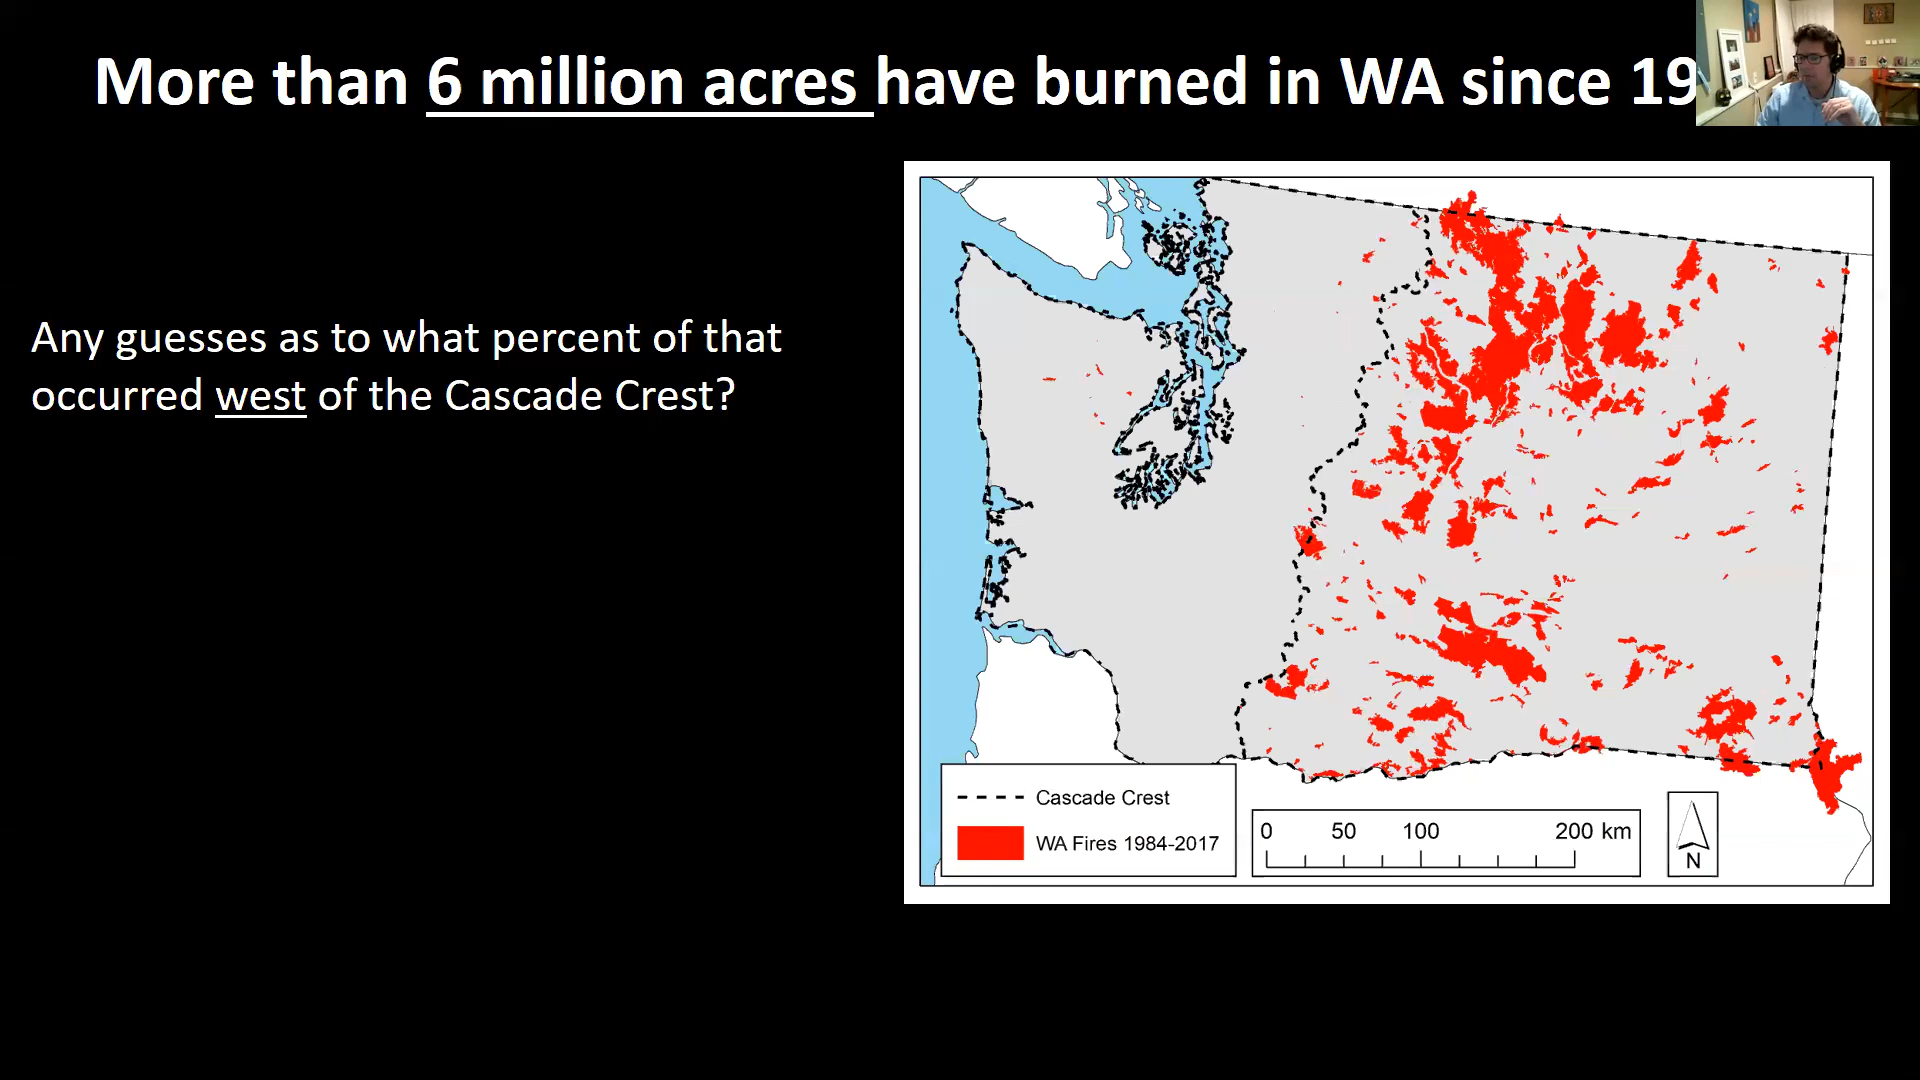 More than 6 million acres have burned in WA since 19
Any guesses as to what percent of that
occurred west of the Cascade Crest?
Cascade Crest
WA Fires 1984-2017
0 50 100 200 km
N